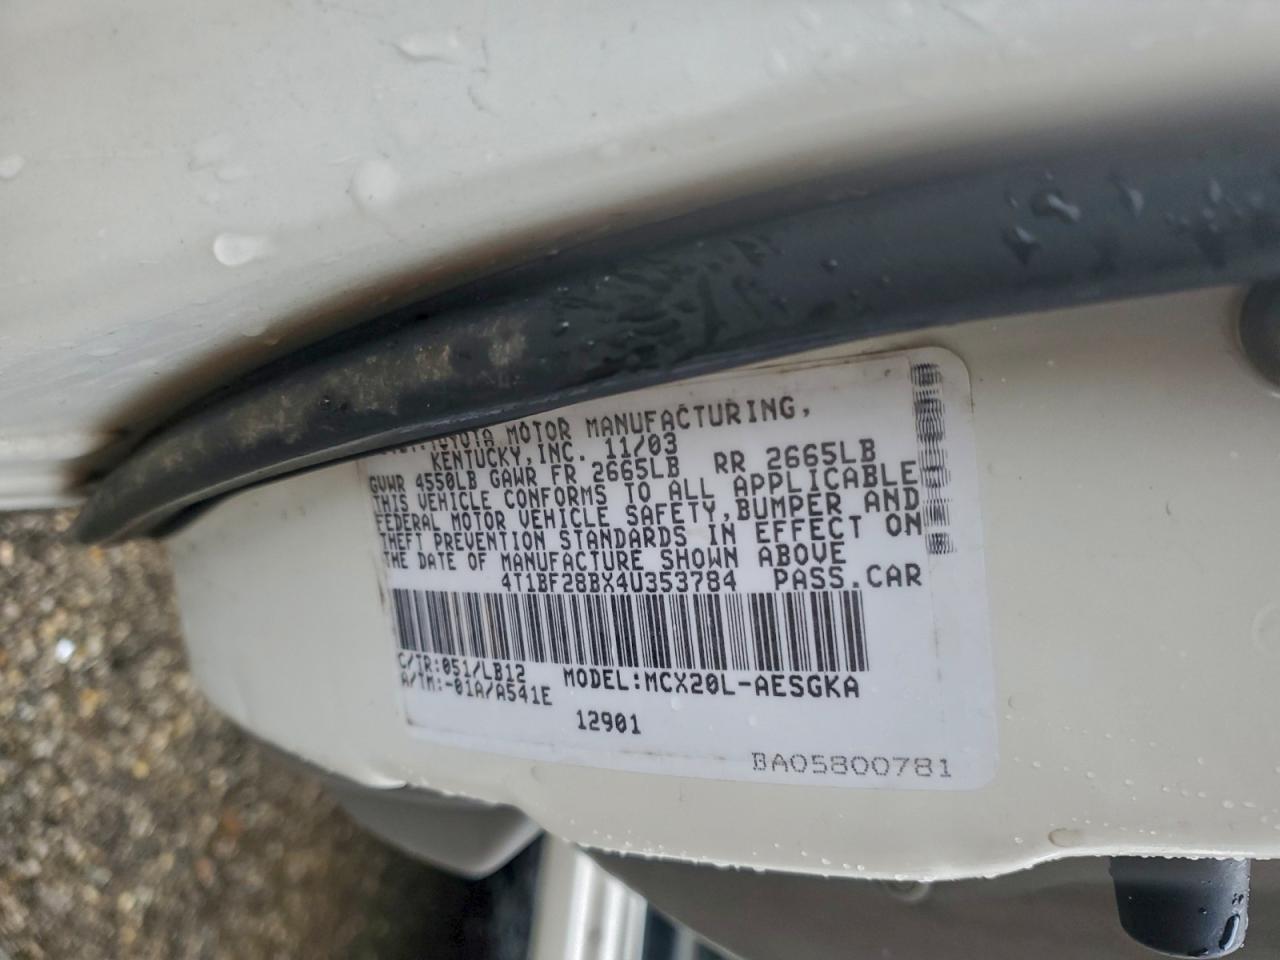 TOYOTA MOTOR MANUFACTURING,
KENTUCKY,INC. 11/03
GVWR 4550LB GAWR FR 2665LB RR 2665LB
THIS VEHICLE CONFORMS TO ALL APPLICABLE
FEDERAL MOTOR VEHICLE SAFETY,BUMPER AND
THEFT PREVENTION STANDARDS IN EFFECT ON
THE DATE OF MANUFACTURE SHOWN ABOVE
4T1BF28BX4U353784 PASS.CAR
C/TR:051/LB12 MODEL:MCX20L-AESGKA
A/TM:-01A/A541E
12901
BA05800781